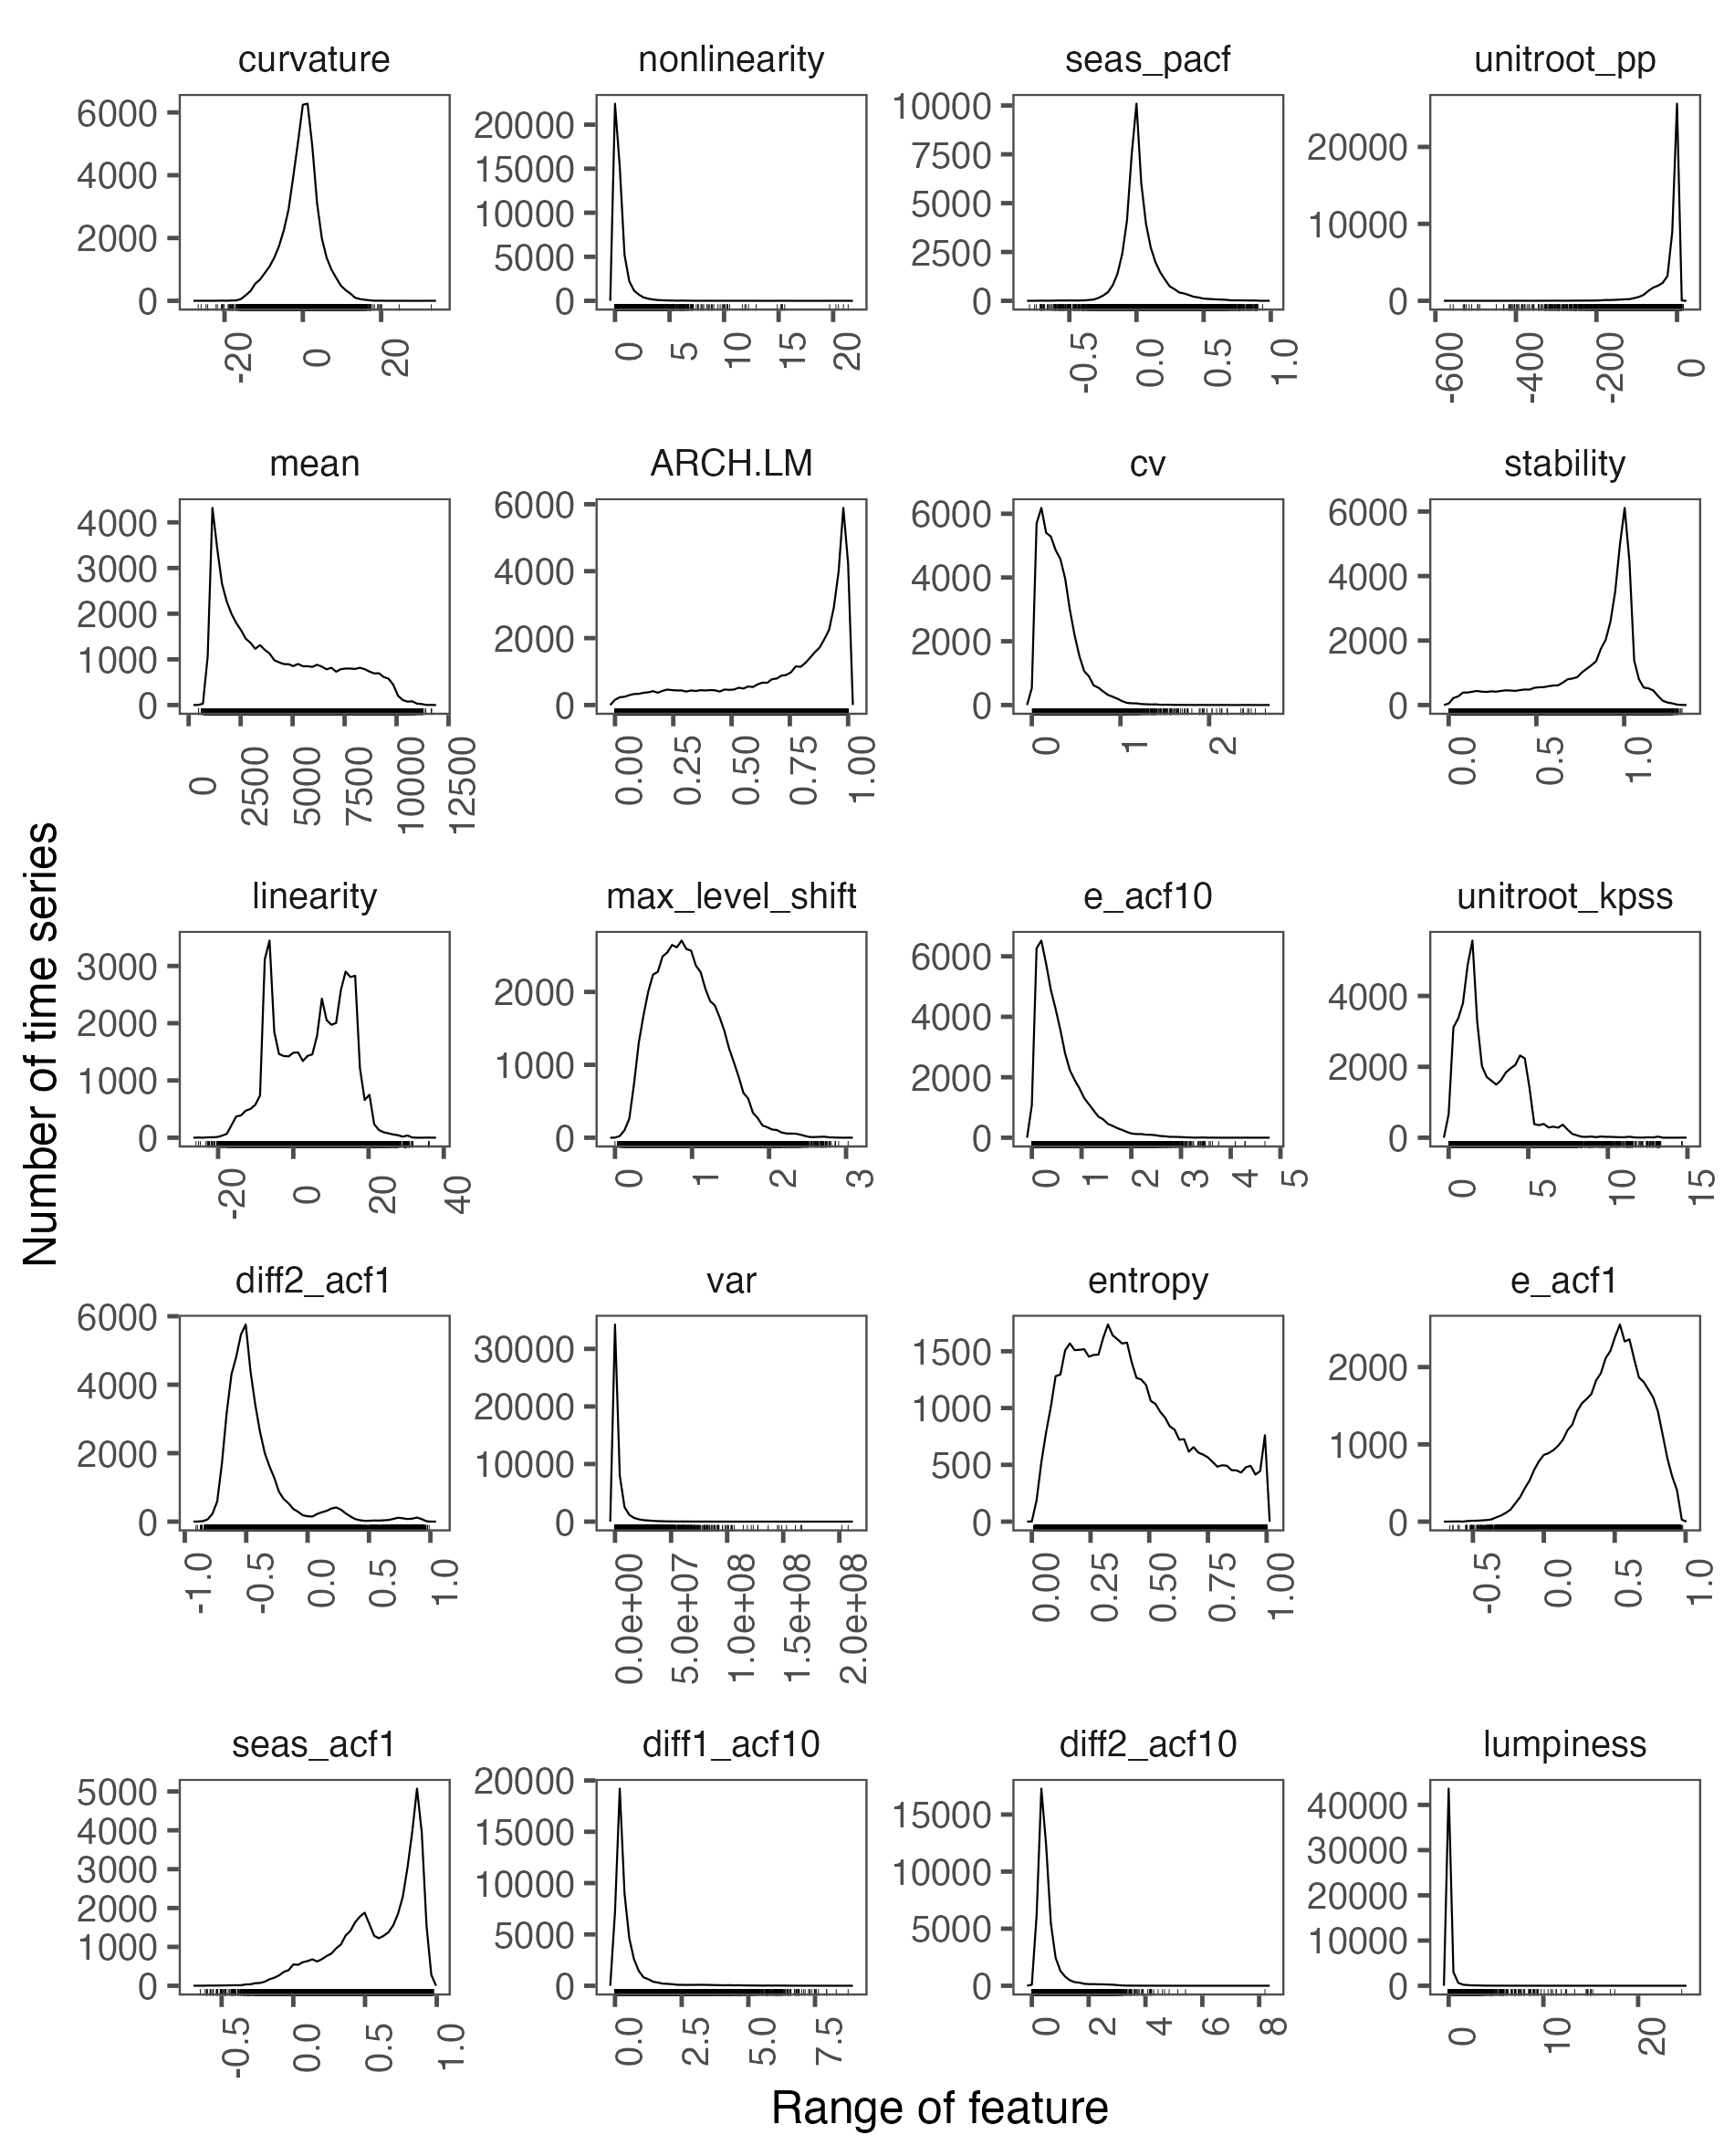 curvature nonlinearity seas_pacf unitroot_pp
6000 4000 2000 0
20000 15000 10000 5000 0
10000 7500 5000 2500 0
20000 10000 0
-20 0 20
0 5 10 15 20
-0.5 0.0 0.5 1.0
-600 -400 -200 0
mean ARCH.LM cv stability
4000 3000 2000 1000 0
6000 4000 2000 0
6000 4000 2000 0
6000 4000 2000 0
0 2500 5000 7500 10000 12500
0.00 0.25 0.50 0.75 1.00
0 1 2
0.0 0.5 1.0
Number of time series
linearity max_level_shift e_acf10 unitroot_kpss
3000 2000 1000 0
2000 1000 0
6000 4000 2000 0
4000 2000 0
-20 0 20 40
0 1 2 3
0 1 2 3 4 5
0 5 10 15
diff2_acf1 var entropy e_acf1
6000 4000 2000 0
30000 20000 10000 0
1500 1000 500 0
2000 1000 0
-1.0 -0.5 0.0 0.5 1.0
0.0e+00 5.0e+07 1.0e+08 1.5e+08 2.0e+08
0.00 0.25 0.50 0.75 1.00
-0.5 0.0 0.5 1.0
seas_acf1 diff1_acf10 diff2_acf10 lumpiness
5000 4000 3000 2000 1000 0
20000 15000 10000 5000 0
15000 10000 5000 0
40000 30000 20000 10000 0
-0.5 0.0 0.5 1.0
0.0 2.5 5.0 7.5
0 2 4 6 8
0 10 20
Range of feature